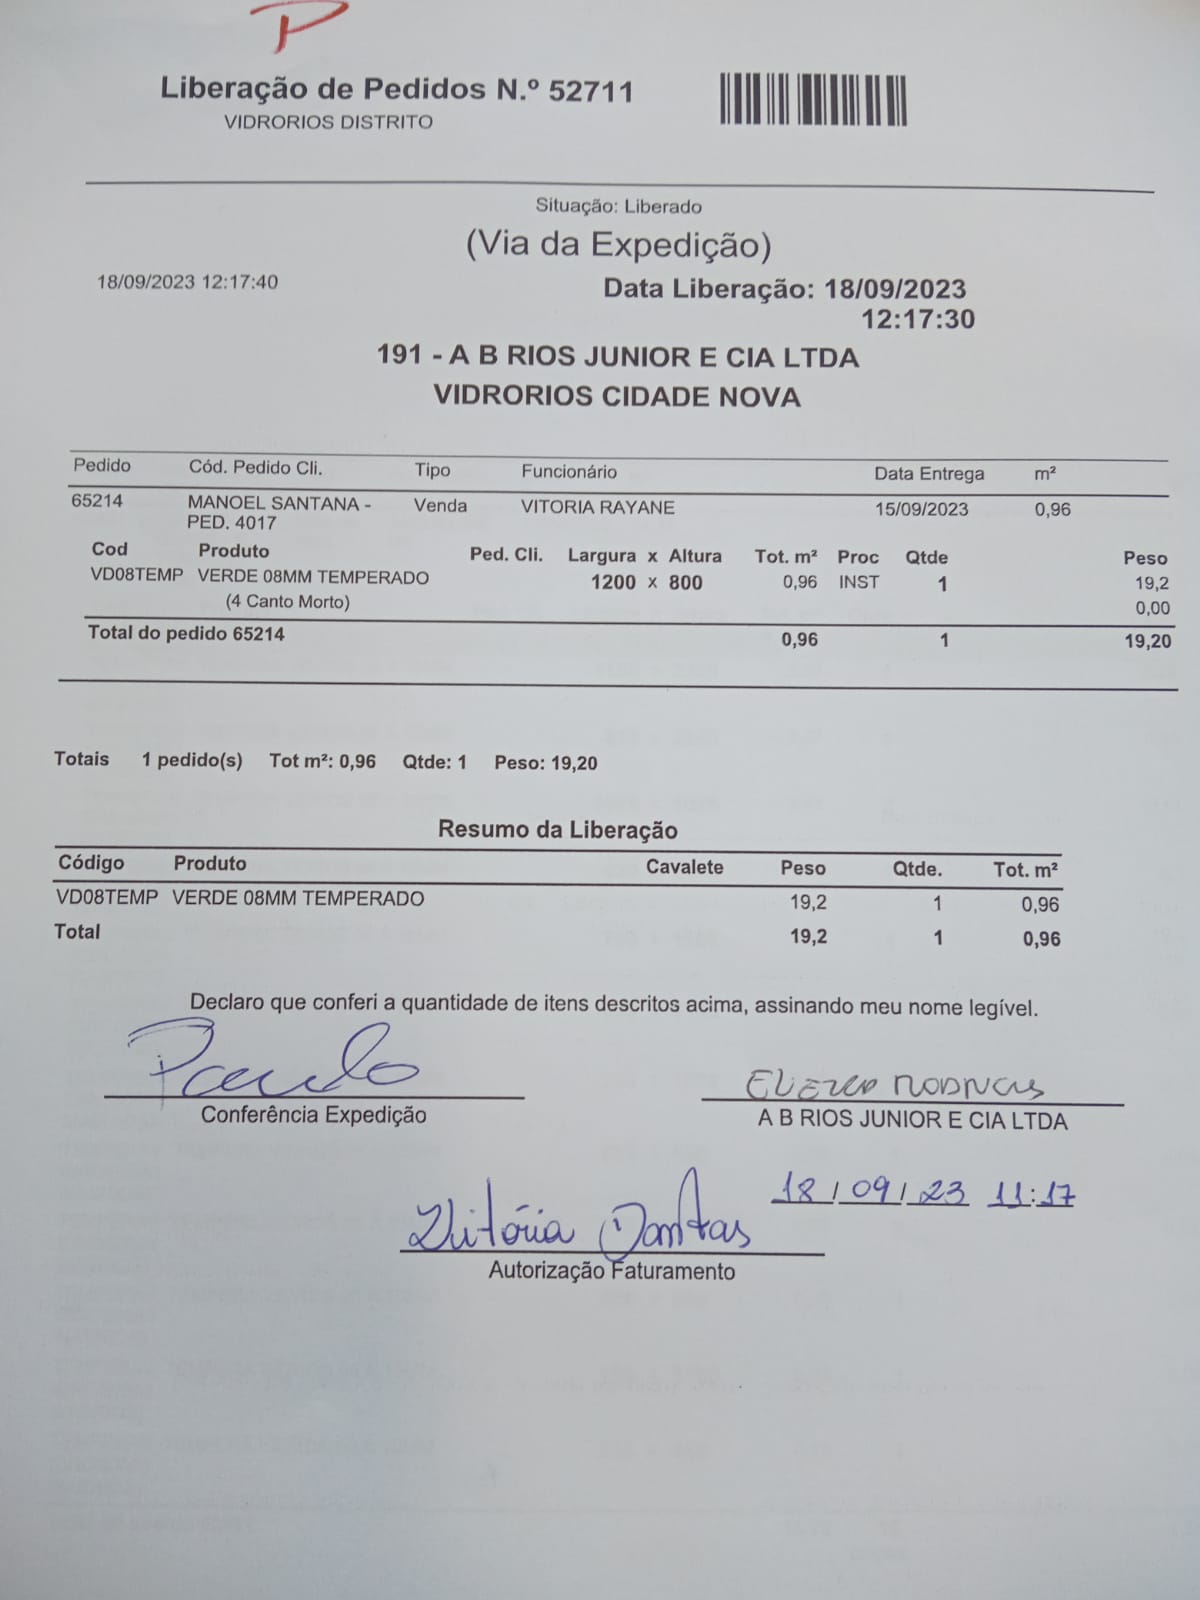 P
Liberação de Pedidos N.º 52711
VIDRORIOS DISTRITO
Situação: Liberado
(Via da Expedição)
18/09/2023 12:17:40
Data Liberação: 18/09/2023
12:17:30
191 - A B RIOS JUNIOR E CIA LTDA
VIDRORIOS CIDADE NOVA
Pedido Cód. Pedido Cli. Tipo Funcionário Data Entrega m²
65214 MANOEL SANTANA - Venda VITORIA RAYANE 15/09/2023 0,96
PED. 4017
Cod Produto Ped. Cli. Largura x Altura Tot. m² Proc Qtde Peso
VD08TEMP VERDE 08MM TEMPERADO 1200 x 800 0,96 INST 1 19,2
(4 Canto Morto) 0,00
Total do pedido 65214 0,96 1 19,20
Totais 1 pedido(s) Tot m²: 0,96 Qtde: 1 Peso: 19,20
Resumo da Liberação
Código Produto Cavalete Peso Qtde. Tot. m²
VD08TEMP VERDE 08MM TEMPERADO 19,2 1 0,96
Total 19,2 1 0,96
Declaro que conferi a quantidade de itens descritos acima, assinando meu nome legível.
Paulo
Conferência Expedição
A B RIOS JUNIOR E CIA LTDA
18/09/23 11:17
Vitória Dantas
Autorização Faturamento